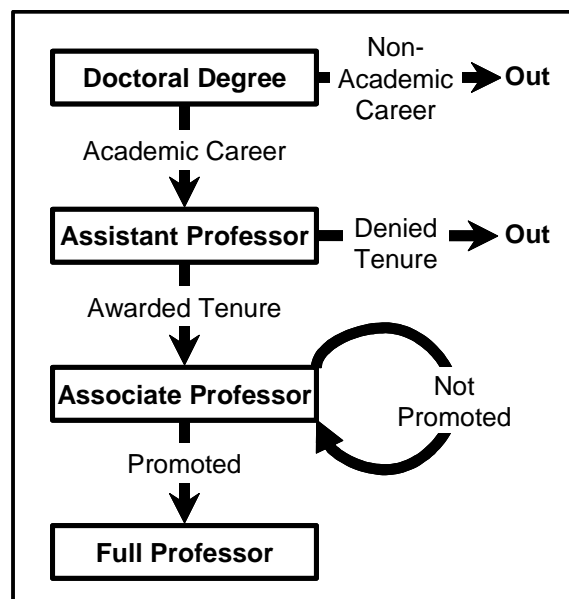 Doctoral Degree
Non-
Academic
Career
Out
Academic Career
Assistant Professor
Denied
Tenure
Out
Awarded Tenure
Associate Professor
Not
Promoted
Promoted
Full Professor